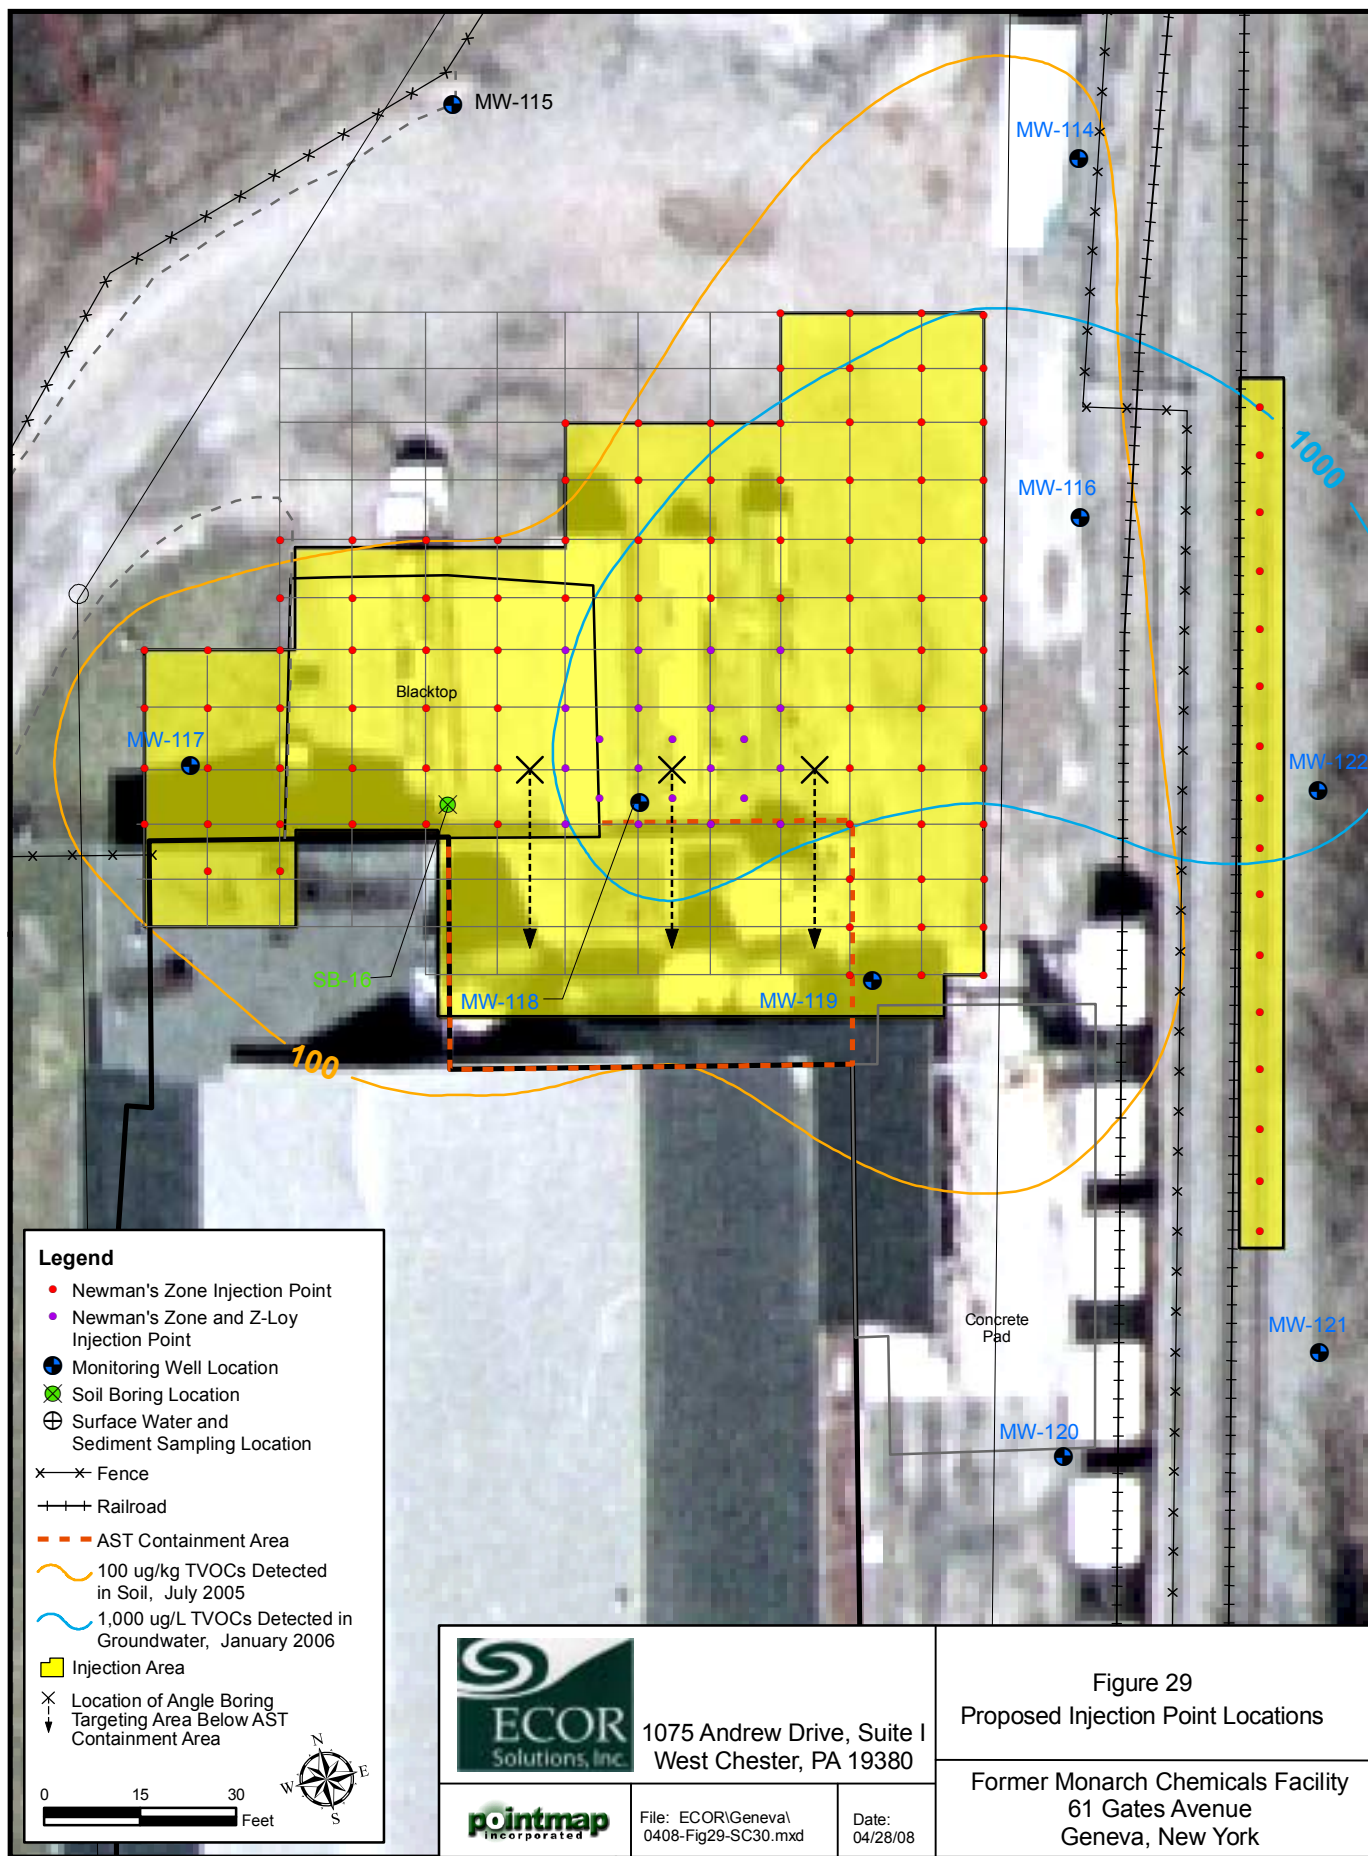 MW-115
MW-114
1000
MW-116
Blacktop
MW-117
MW-122
SB-16
MW-118
MW-119
100
Concrete
Pad
MW-121
MW-120
Legend
Newman's Zone Injection Point
Newman's Zone and Z-Loy
Injection Point
Monitoring Well Location
Soil Boring Location
Surface Water and
Sediment Sampling Location
Fence
Railroad
AST Containment Area
100 ug/kg TVOCs Detected
in Soil, July 2005
1,000 ug/L TVOCs Detected in
Groundwater, January 2006
Injection Area
Location of Angle Boring
Targeting Area Below AST
Containment Area
N
W E
S
0 15 30
Feet
ECOR
Solutions, Inc.
1075 Andrew Drive, Suite I
West Chester, PA 19380
Figure 29
Proposed Injection Point Locations
pointmap
incorporated
File: ECOR\Geneva\
0408-Fig29-SC30.mxd
Date:
04/28/08
Former Monarch Chemicals Facility
61 Gates Avenue
Geneva, New York